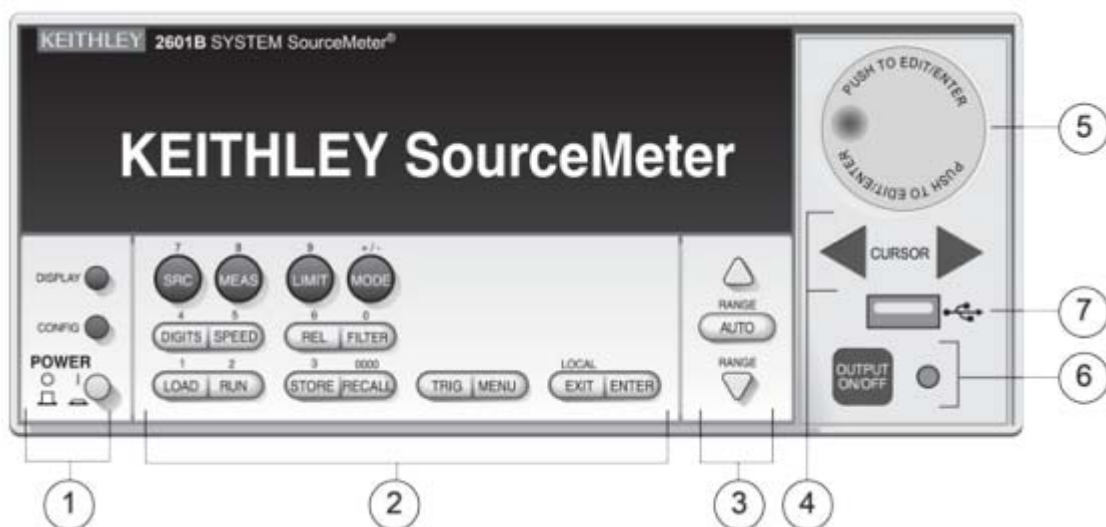 KEITHLEY 2601B SYSTEM SourceMeter®
KEITHLEY SourceMeter
PUSH TO EDIT/ENTER
PUSH TO EDIT/ENTER
5
CURSOR
7 8 9 +/-
DISPLAY SRC MEAS LIMIT MODE
4 5 6 0
CONFIG DIGITS SPEED REL FILTER
POWER
1 2 3 0000 LOCAL
O I LOAD RUN STORE RECALL TRIG MENU EXIT ENTER
RANGE
AUTO
RANGE
7
OUTPUT
ON/OFF
6
1 2 3 4